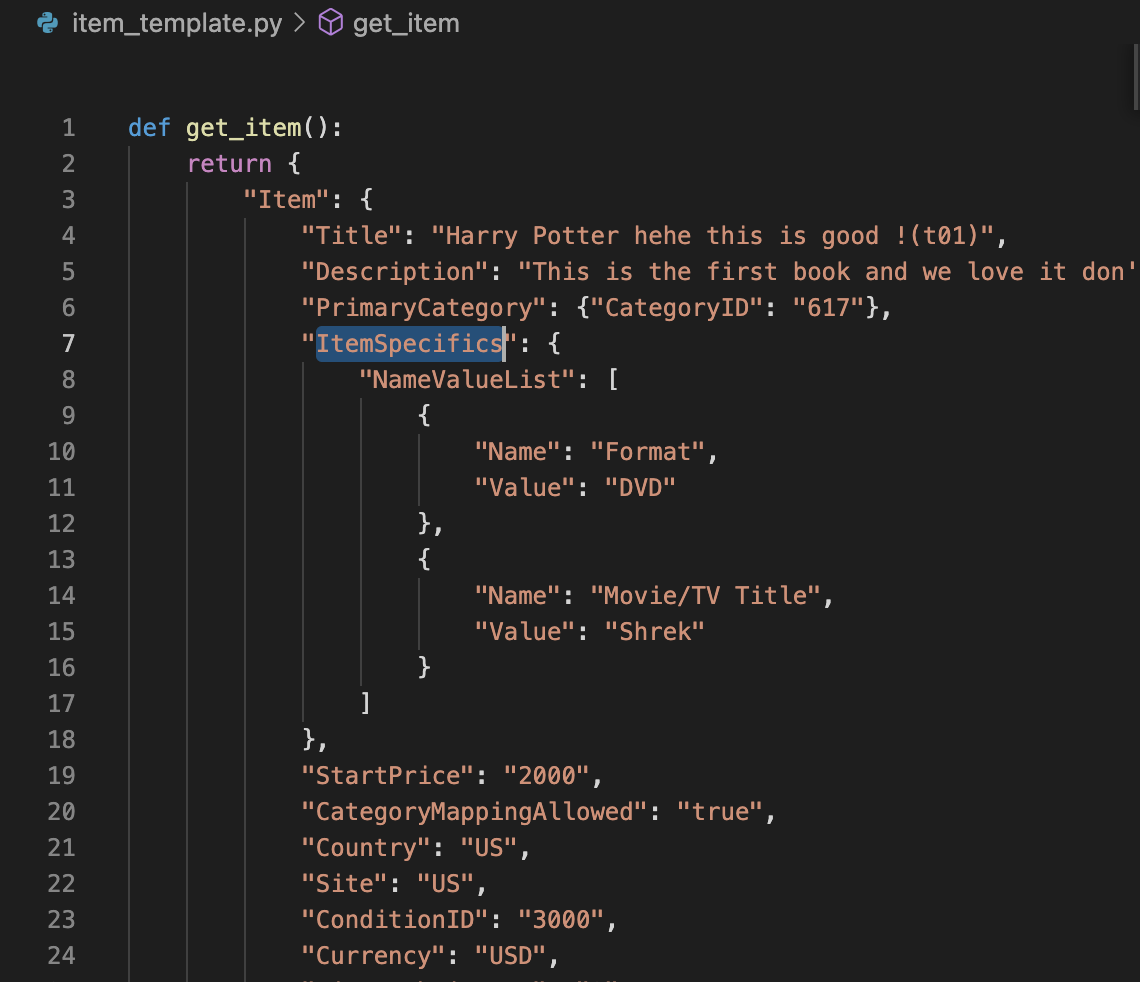 item_template.py > get_item
1 def get_item():
2 return {
3 "Item": {
4 "Title": "Harry Potter hehe this is good !(t01)",
5 "Description": "This is the first book and we love it don'
6 "PrimaryCategory": {"CategoryID": "617"},
7 "ItemSpecifics": {
8 "NameValueList": [
9 {
10 "Name": "Format",
11 "Value": "DVD"
12 },
13 {
14 "Name": "Movie/TV Title",
15 "Value": "Shrek"
16 }
17 ]
18 },
19 "StartPrice": "2000",
20 "CategoryMappingAllowed": "true",
21 "Country": "US",
22 "Site": "US",
23 "ConditionID": "3000",
24 "Currency": "USD",